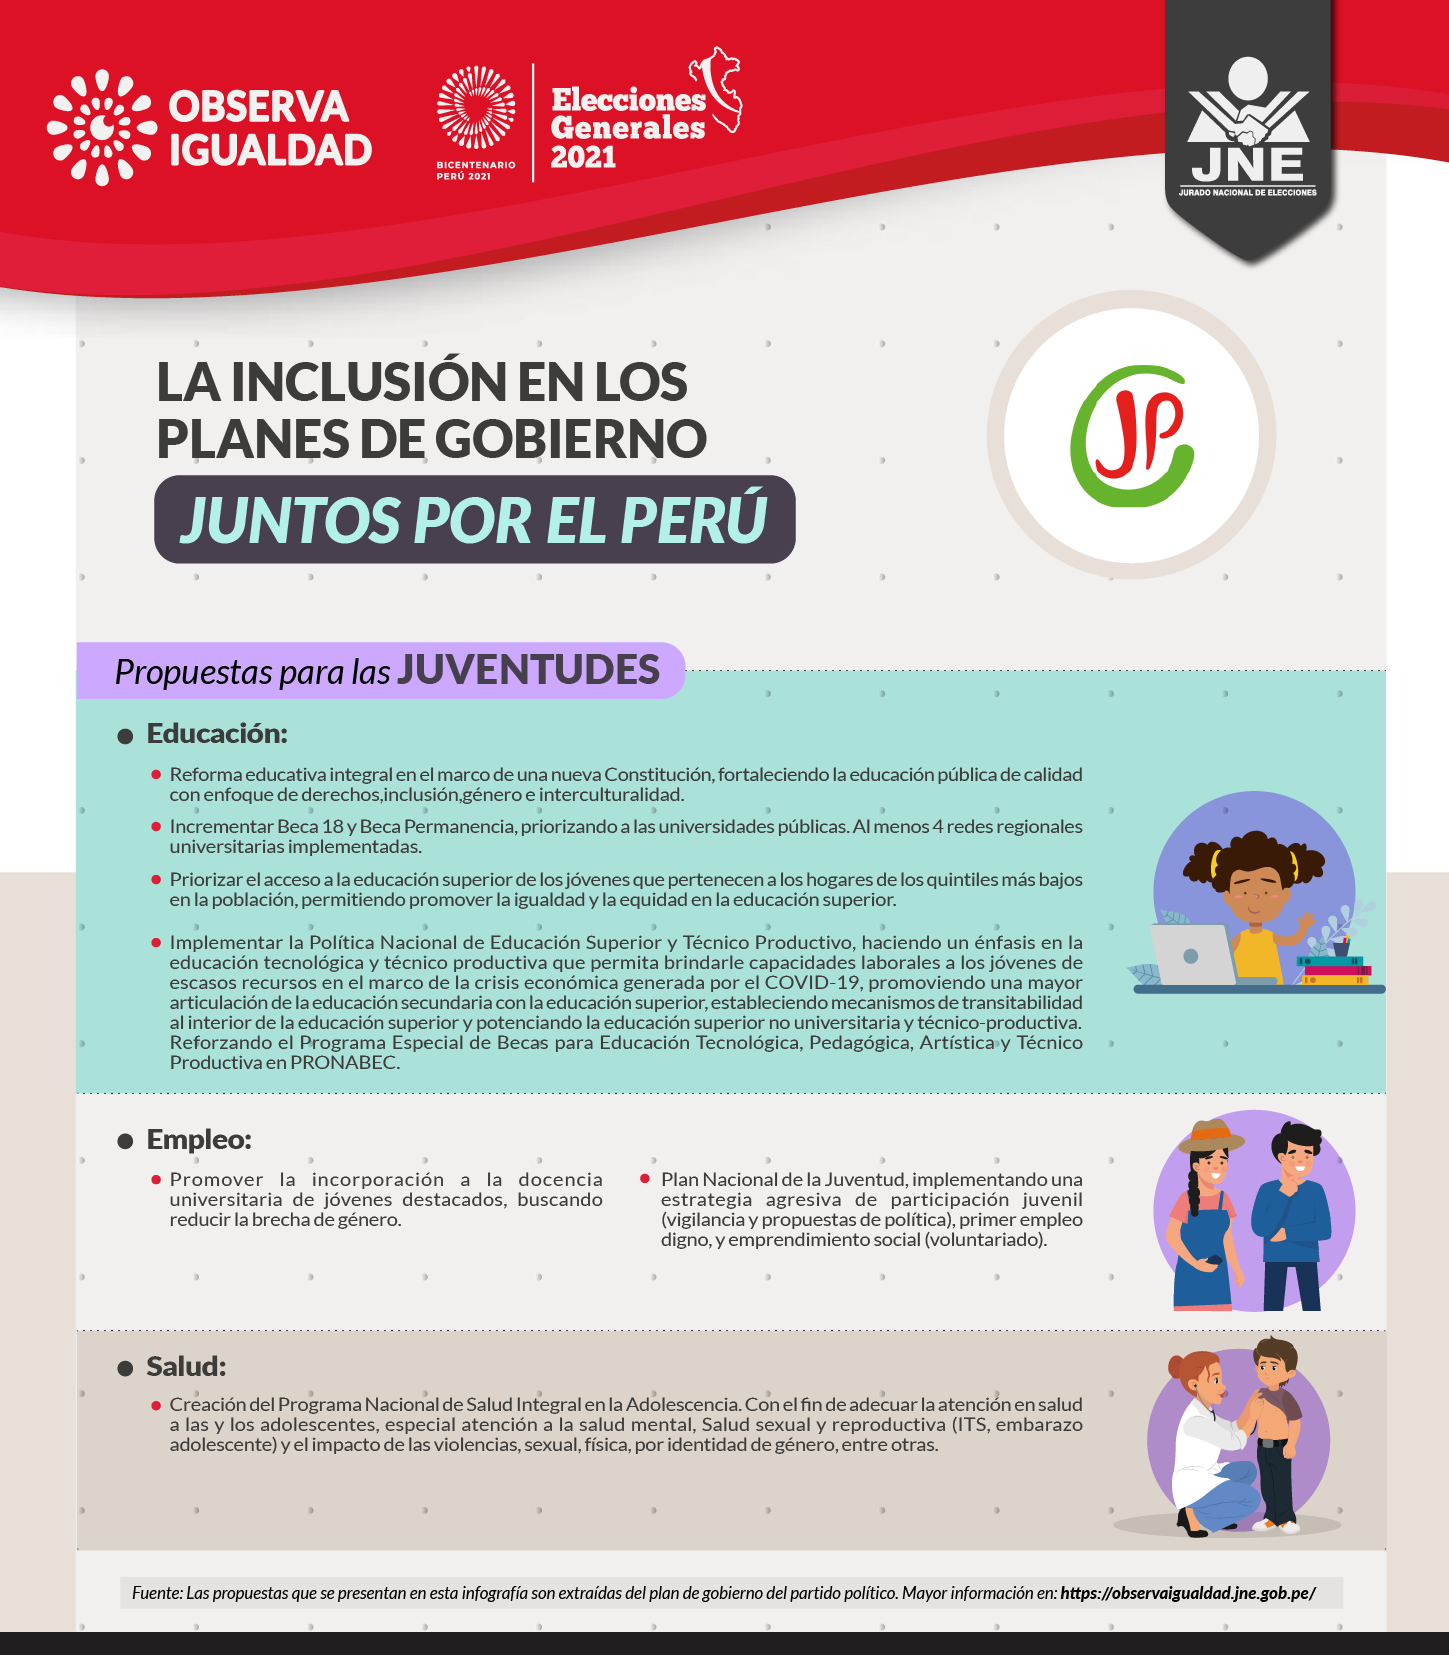 OBSERVA
IGUALDAD
BICENTENARIO
PERÚ 2021
Elecciones
Generales
2021
JNE
JURADO NACIONAL DE ELECCIONES
LA INCLUSIÓN EN LOS
PLANES DE GOBIERNO
JUNTOS POR EL PERÚ
JP
Propuestas para las JUVENTUDES
Educación:
Reforma educativa integral en el marco de una nueva Constitución, fortaleciendo la educación pública de calidad
con enfoque de derechos,inclusión,género e interculturalidad.
Incrementar Beca 18 y Beca Permanencia, priorizando a las universidades públicas. Al menos 4 redes regionales
universitarias implementadas.
Priorizar el acceso a la educación superior de los jóvenes que pertenecen a los hogares de los quintiles más bajos
en la población, permitiendo promover la igualdad y la equidad en la educación superior.
Implementar la Política Nacional de Educación Superior y Técnico Productivo, haciendo un énfasis en la
educación tecnológica y técnico productiva que permita brindarle capacidades laborales a los jóvenes de
escasos recursos en el marco de la crisis económica generada por el COVID-19, promoviendo una mayor
articulación de la educación secundaria con la educación superior, estableciendo mecanismos de transitabilidad
al interior de la educación superior y potenciando la educación superior no universitaria y técnico-productiva.
Reforzando el Programa Especial de Becas para Educación Tecnológica, Pedagógica, Artística y Técnico
Productiva en PRONABEC.
Empleo:
Promover la incorporación a la docencia
universitaria de jóvenes destacados, buscando
reducir la brecha de género.
Plan Nacional de la Juventud, implementando una
estrategia agresiva de participación juvenil
(vigilancia y propuestas de política), primer empleo
digno, y emprendimiento social (voluntariado).
Salud:
Creación del Programa Nacional de Salud Integral en la Adolescencia. Con el fin de adecuar la atención en salud
a las y los adolescentes, especial atención a la salud mental, Salud sexual y reproductiva (ITS, embarazo
adolescente) y el impacto de las violencias, sexual, física, por identidad de género, entre otras.
Fuente: Las propuestas que se presentan en esta infografía son extraídas del plan de gobierno del partido político. Mayor información en: https://observaigualdad.jne.gob.pe/